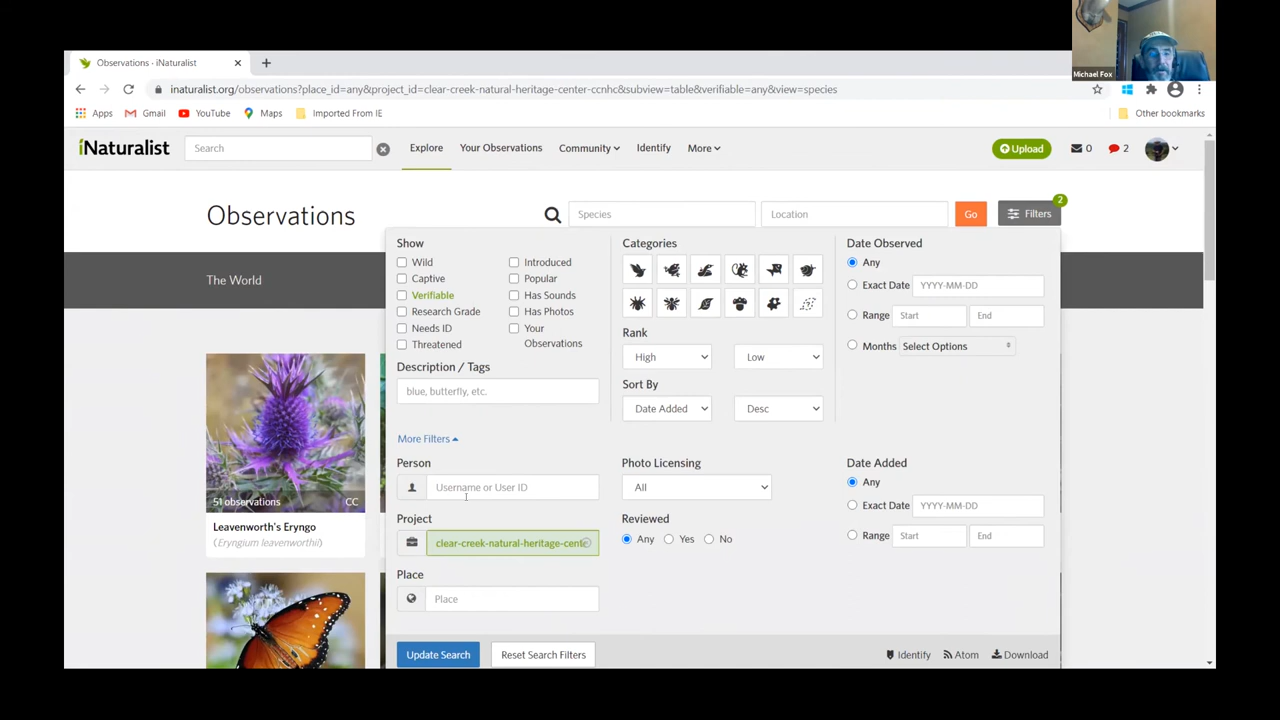 Michael Fox
Observations · iNaturalist
inaturalist.org/observations?place_id=any&project_id=clear-creek-natural-heritage-center-ccnhc&subview=table&verifiable=any&view=species
Apps Gmail YouTube Maps Imported From IE Other bookmarks
iNaturalist Search Explore Your Observations Community Identify More Upload 0 2
Observations Species Location Go Filters 2
The World
Show Categories Date Observed
Wild Introduced Any
Captive Popular Exact Date YYYY-MM-DD
Verifiable Has Sounds
Research Grade Has Photos Range Start End
Needs ID Your Observations Rank
Threatened High Low Months Select Options
Description / Tags Sort By
blue, butterfly, etc. Date Added Desc
More Filters
Person Photo Licensing Date Added
Username or User ID All Any
51 observations CC Exact Date YYYY-MM-DD
Leavenworth's Eryngo Project Reviewed
(Eryngium leavenworthii) clear-creek-natural-heritage-cente Any Yes No Range Start End
Place
Place
Update Search Reset Search Filters Identify Atom Download